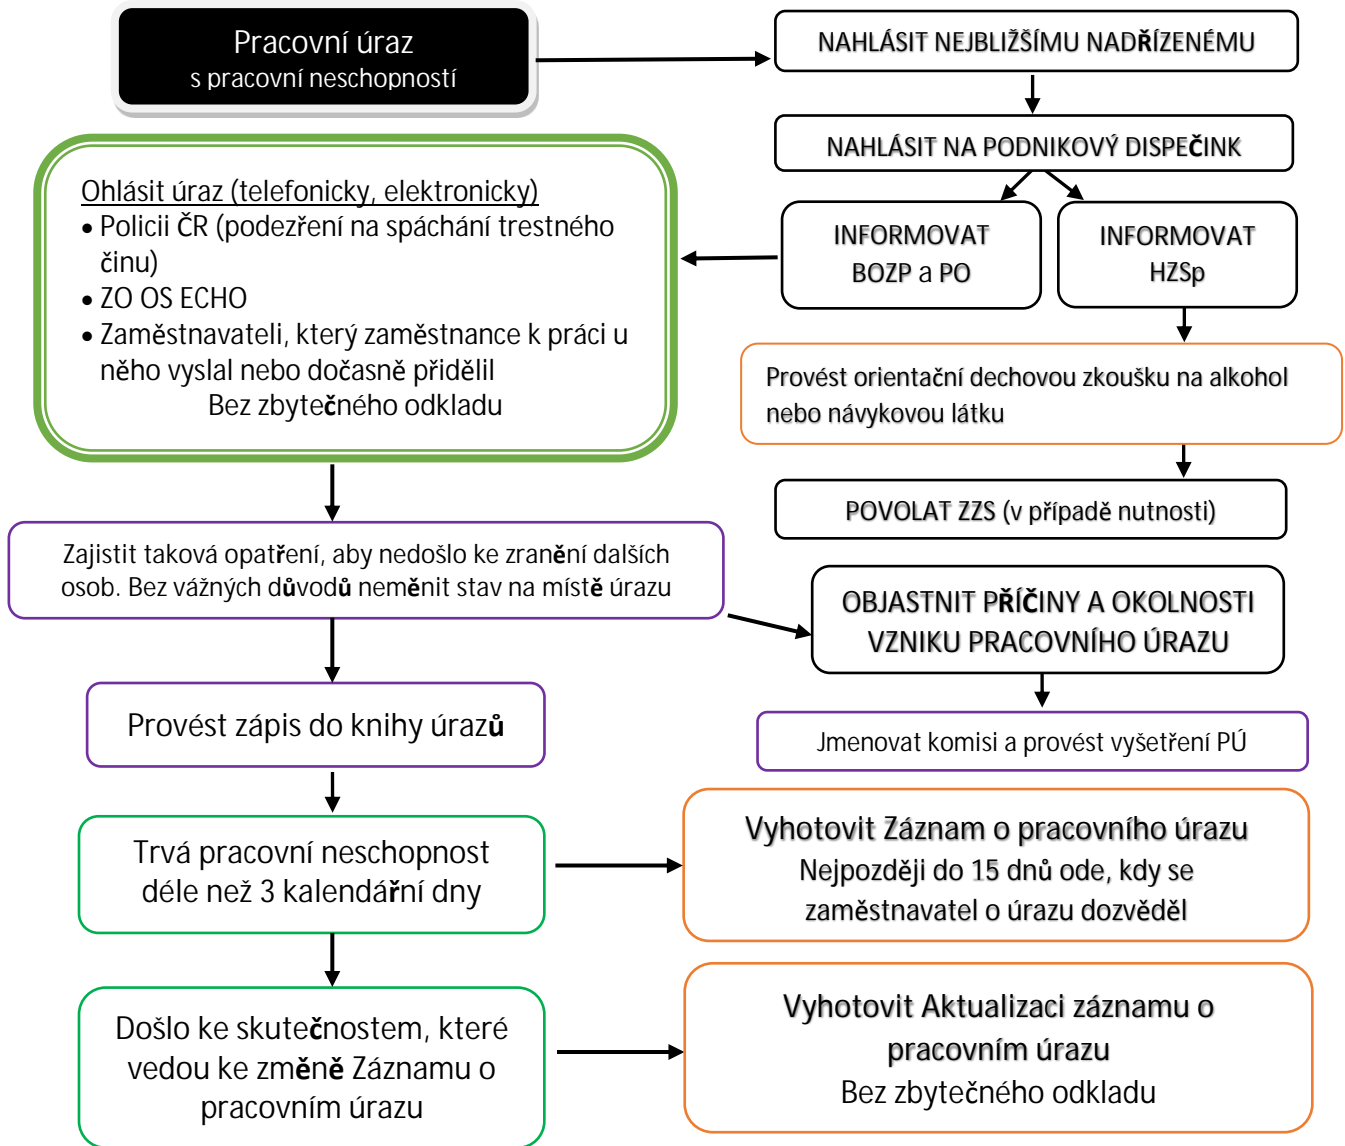 Pracovní úraz
s pracovní neschopností
NAHLÁSIT NEJBLIŽŠÍMU NADŘÍZENÉMU
NAHLÁSIT NA PODNIKOVÝ DISPEČINK
INFORMOVAT
BOZP a PO
INFORMOVAT
HZSp
Ohlásit úraz (telefonicky, elektronicky)
• Policii ČR (podezření na spáchání trestného
činu)
• ZO OS ECHO
• Zaměstnavateli, který zaměstnance k práci u
něho vyslal nebo dočasně přidělil
Bez zbytečného odkladu
Provést orientační dechovou zkoušku na alkohol
nebo návykovou látku
POVOLAT ZZS (v případě nutnosti)
Zajistit taková opatření, aby nedošlo ke zranění dalších
osob. Bez vážných důvodů neměnit stav na místě úrazu
OBJASTNIT PŘÍČINY A OKOLNOSTI
VZNIKU PRACOVNÍHO ÚRAZU
Provést zápis do knihy úrazů
Jmenovat komisi a provést vyšetření PÚ
Trvá pracovní neschopnost
déle než 3 kalendářní dny
Vyhotovit Záznam o pracovního úrazu
Nejpozději do 15 dnů ode, kdy se
zaměstnavatel o úrazu dozvěděl
Došlo ke skutečnostem, které
vedou ke změně Záznamu o
pracovním úrazu
Vyhotovit Aktualizaci záznamu o
pracovním úrazu
Bez zbytečného odkladu